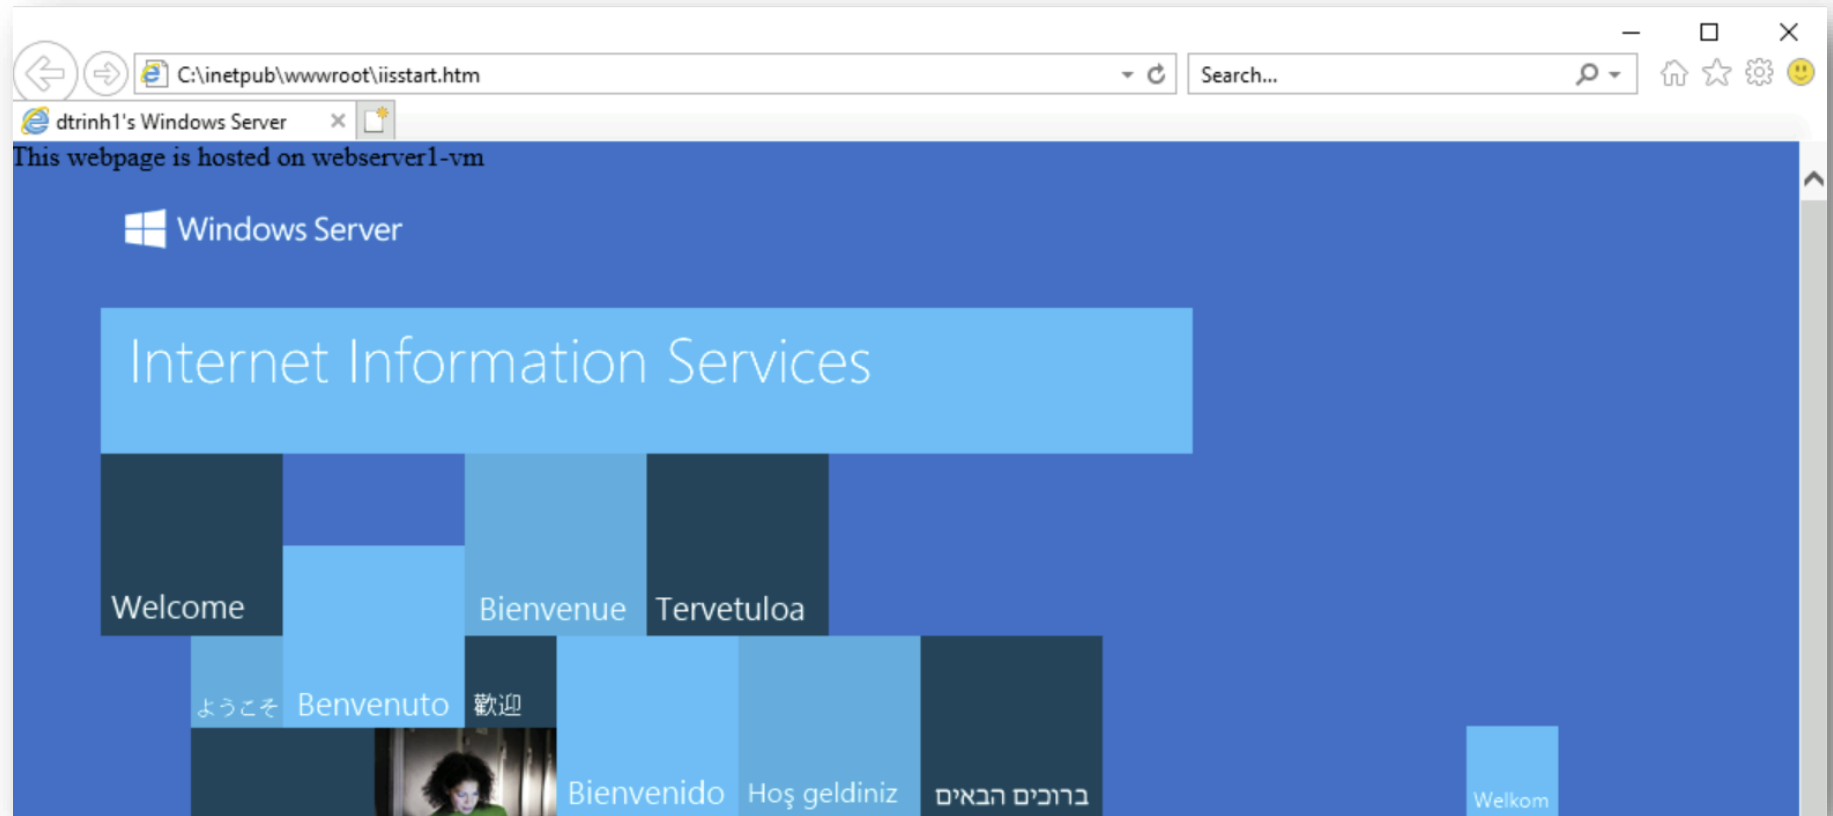 C:\inetpub\wwwroot\iisstart.htm
Search...
dtrinh1's Windows Server
This webpage is hosted on webserver1-vm
Windows Server
Internet Information Services
Welcome
Bienvenue
Tervetuloa
ようこそ
Benvenuto
歡迎
Bienvenido
Hoş geldiniz
ברוכים הבאים
Welkom